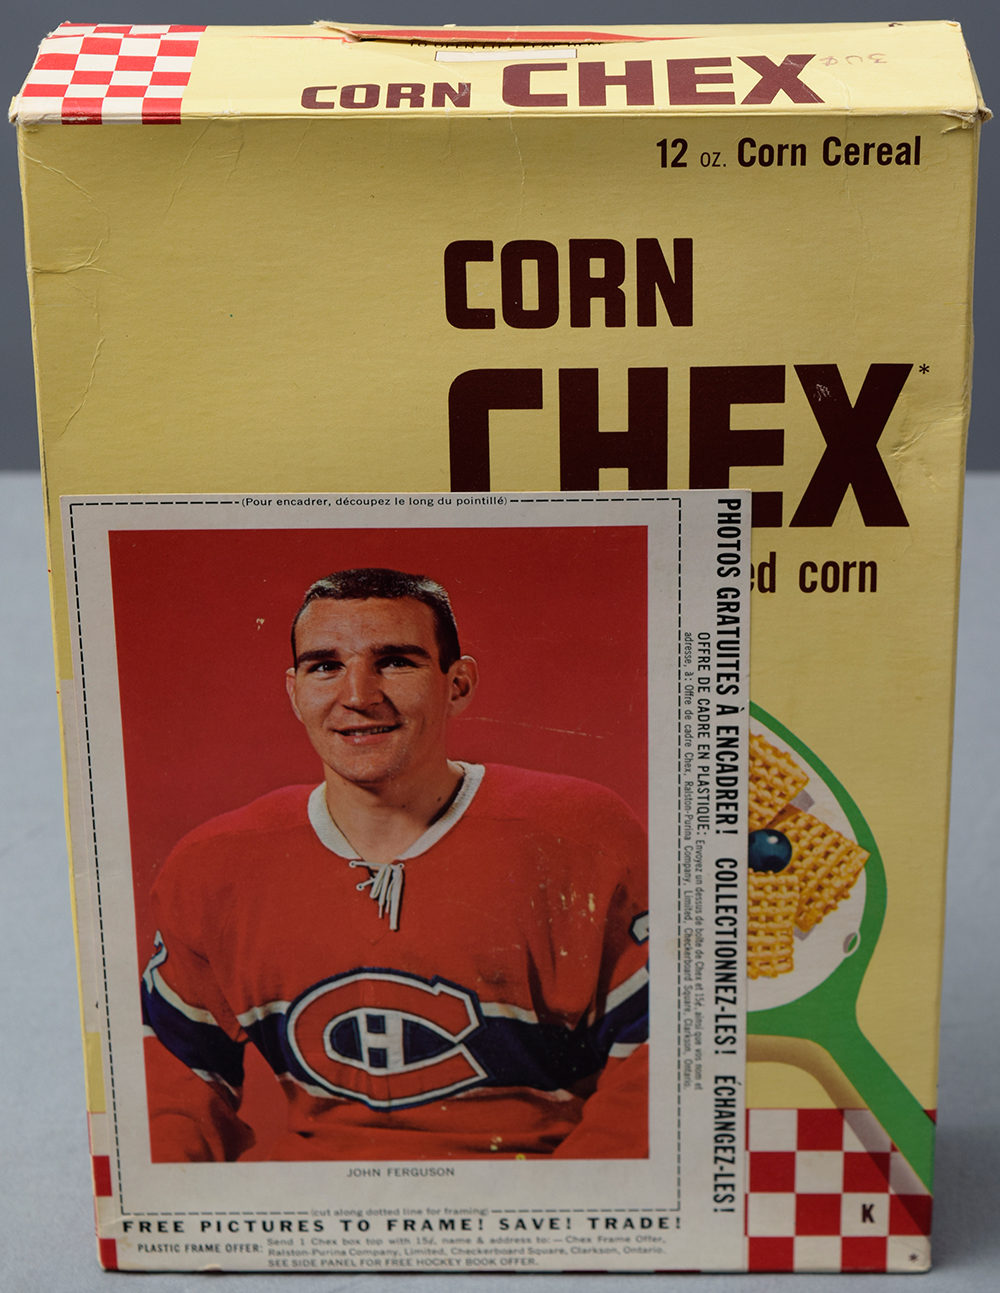 CORN CHEX
12 oz. Corn Cereal
CORN
CHEX*
ed corn
(Pour encadrer, découpez le long du pointillé)
PHOTOS GRATUITES À ENCADRER! COLLECTIONNEZ-LES! ÉCHANGEZ-LES!
OFFRE DE CADRE EN PLASTIQUE: Envoyez un dessus de boîte de Chex et 15¢, ainsi que vos nom et
adresse, à: Offre de cadre Chex, Ralston-Purina Company, Limited, Checkerboard Square, Clarkson, Ontario.
JOHN FERGUSON
(cut along dotted line for framing)
FREE PICTURES TO FRAME! SAVE! TRADE!
PLASTIC FRAME OFFER: Send 1 Chex box top with 15¢, name & address to: — Chex Frame Offer,
Ralston-Purina Company, Limited, Checkerboard Square, Clarkson, Ontario.
SEE SIDE PANEL FOR FREE HOCKEY BOOK OFFER.
K
*